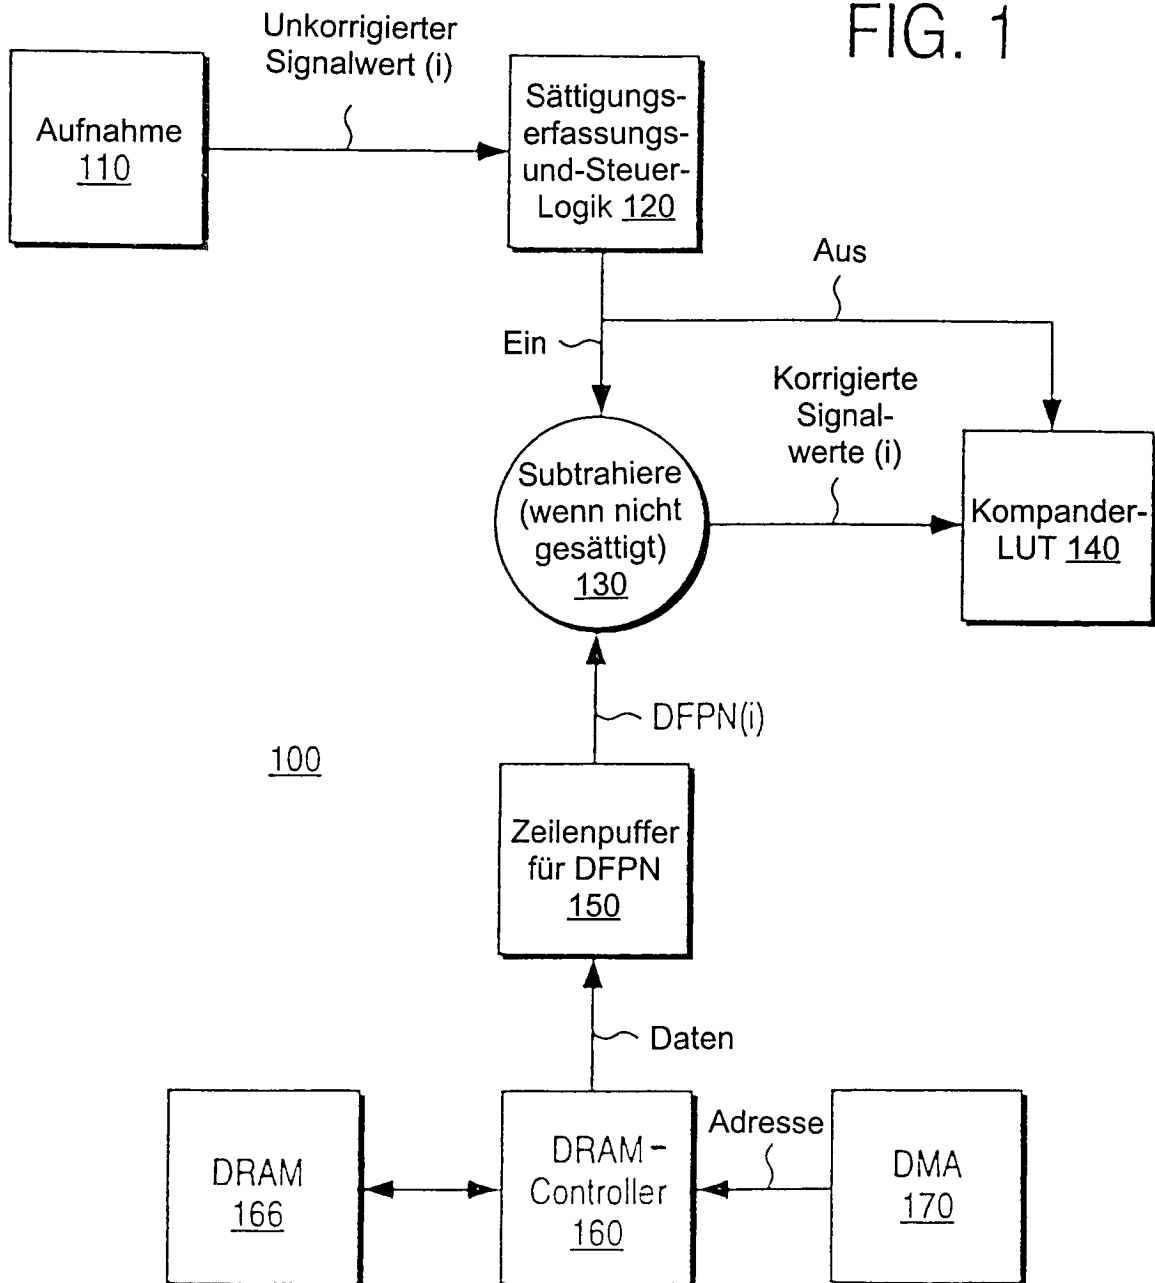 FIG. 1
Unkorrigierter
Signalwert (i)
Aufnahme
110
Sättigungs-
erfassungs-
und-Steuer-
Logik 120
Aus
Ein
Korrigierte
Signal-
werte (i)
Subtrahiere
(wenn nicht
gesättigt)
130
Kompander-
LUT 140
DFPN(i)
100
Zeilenpuffer
für DFPN
150
Daten
DRAM
166
DRAM-
Controller
160
Adresse
DMA
170